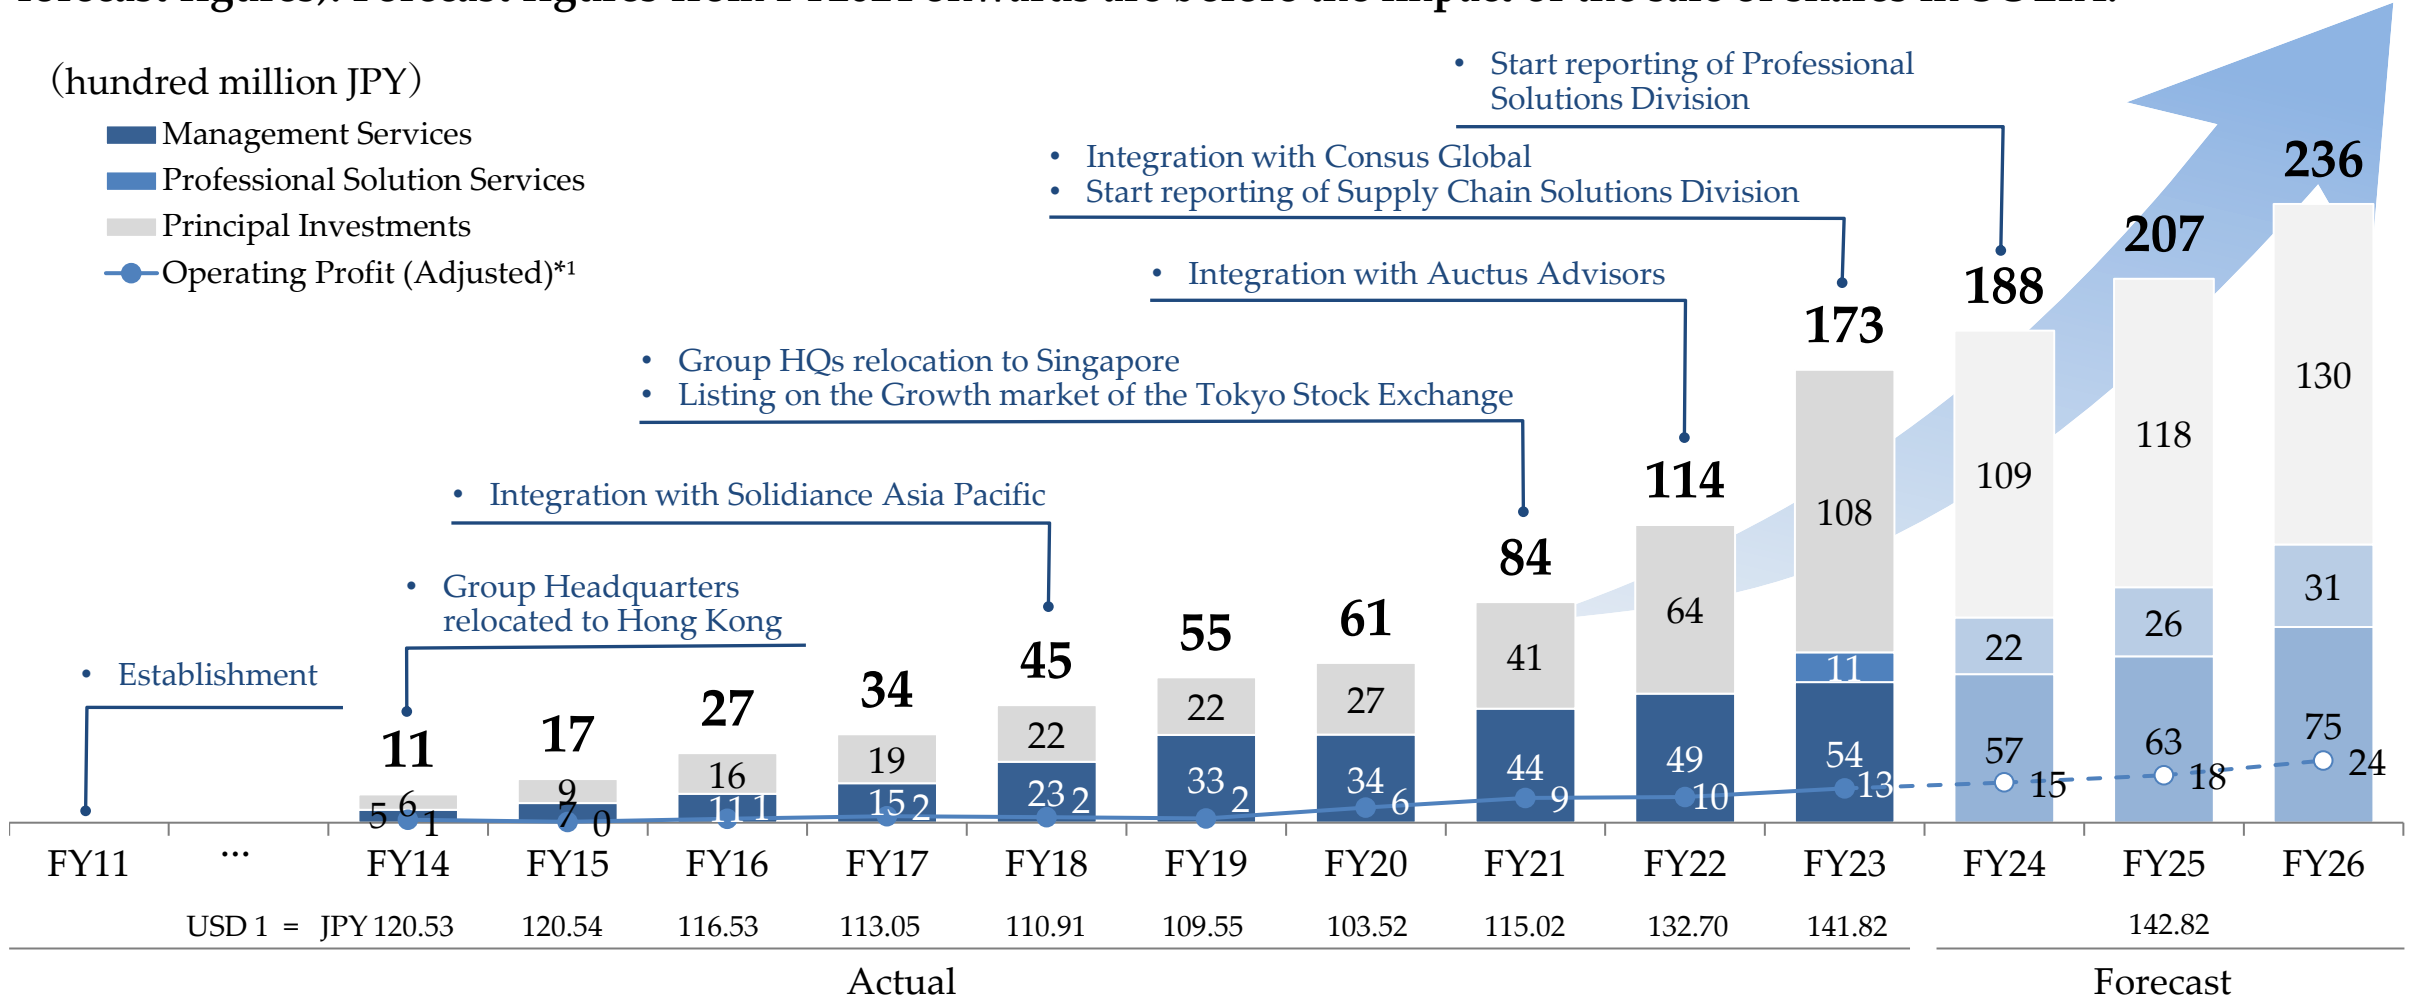 (hundred million JPY)
Management Services
Professional Solution Services
Principal Investments
Operating Profit (Adjusted)*1
• Start reporting of Professional
Solutions Division
• Integration with Consus Global
• Start reporting of Supply Chain Solutions Division
• Integration with Auctus Advisors
• Group HQs relocation to Singapore
• Listing on the Growth market of the Tokyo Stock Exchange
• Integration with Solidiance Asia Pacific
• Group Headquarters
relocated to Hong Kong
• Establishment
11 17 27 34 45 55 61 84 114 173 188 207 236
6 9 16 19 22 22 27 41 64 108 109 118 130
11 22 26 31
5 7 11 15 23 33 34 44 49 54 57 63 75
1 0 1 2 2 2 6 9 10 13 15 18 24
FY11 ... FY14 FY15 FY16 FY17 FY18 FY19 FY20 FY21 FY22 FY23 FY24 FY25 FY26
USD 1 = JPY 120.53 120.54 116.53 113.05 110.91 109.55 103.52 115.02 132.70 141.82 142.82
Actual Forecast